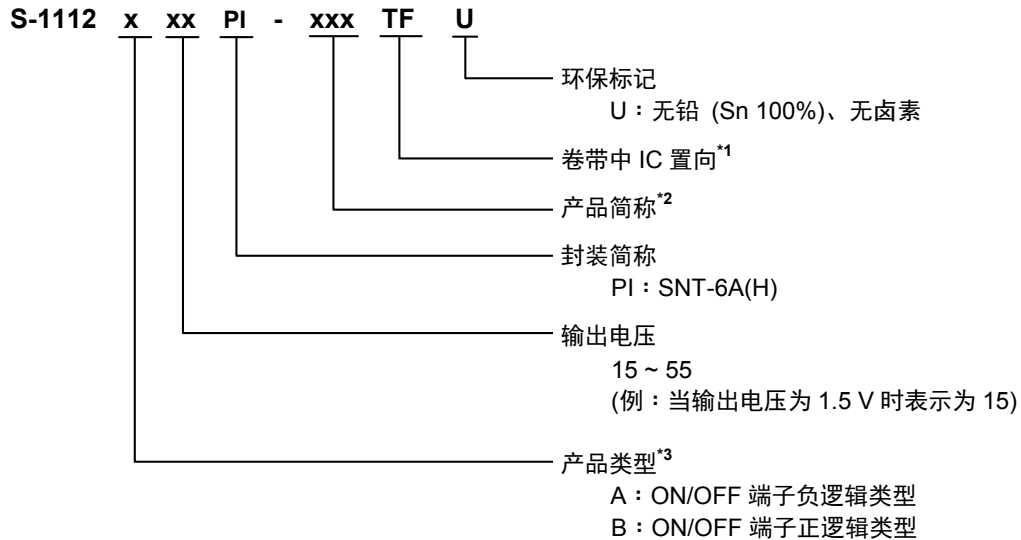 S-1112 x xx PI - xxx TF U
环保标记
U：无铅 (Sn 100%)、无卤素
卷带中 IC 置向*1
产品简称*2
封装简称
PI：SNT-6A(H)
输出电压
15 ~ 55
(例：当输出电压为 1.5 V 时表示为 15)
产品类型*3
A：ON/OFF 端子负逻辑类型
B：ON/OFF 端子正逻辑类型